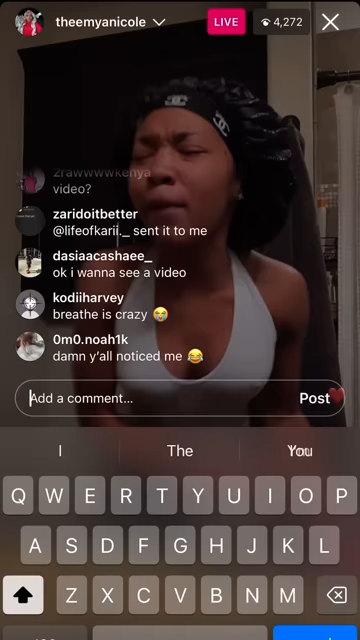 theemyanicole
LIVE
4,272
2rawwwwkenya
video?
zaridoitbetter
@lifeofkarii._ sent it to me
dasiaacashaee_
ok i wanna see a video
kodiiharvey
breathe is crazy 😭
0m0.noah1k
damn y'all noticed me 😂
Add a comment... Post
I The You
Q W E R T Y U I O P
A S D F G H J K L
Z X C V B N M